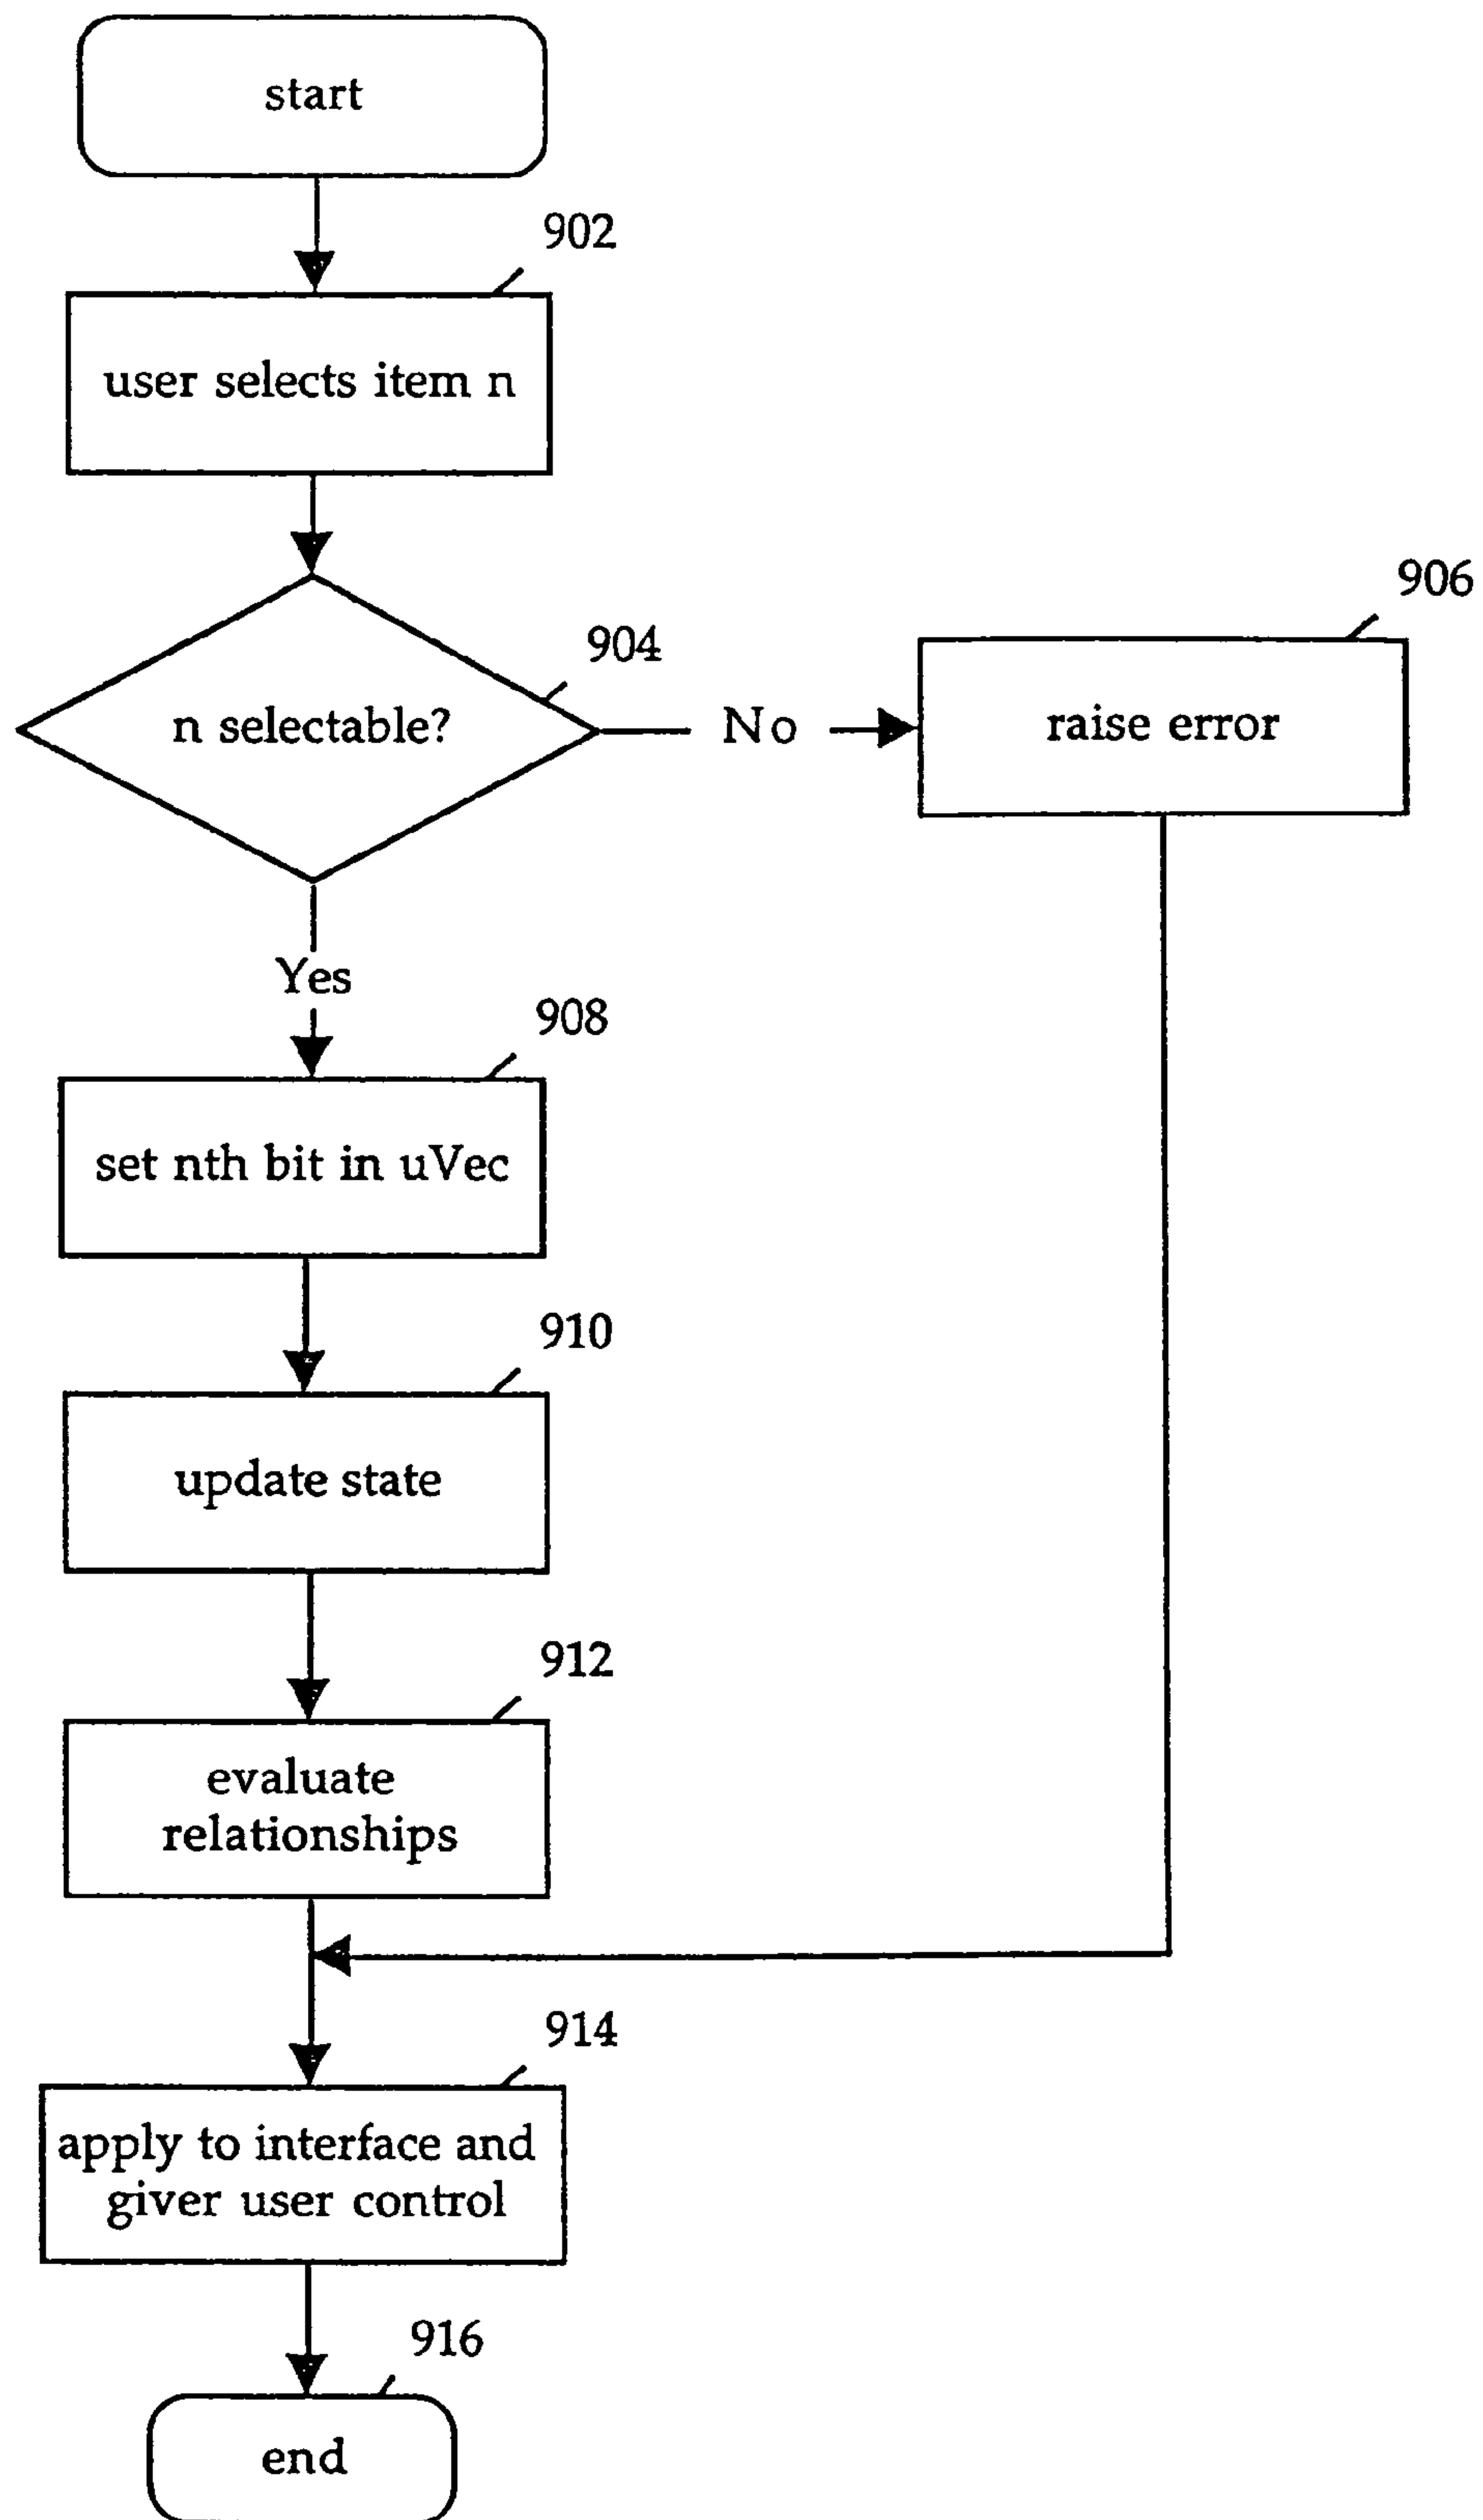 start
902
user selects item n
906
904
n selectable?
No
raise error
Yes
908
set nth bit in uVec
910
update state
912
evaluate
relationships
914
apply to interface and
giver user control
916
end